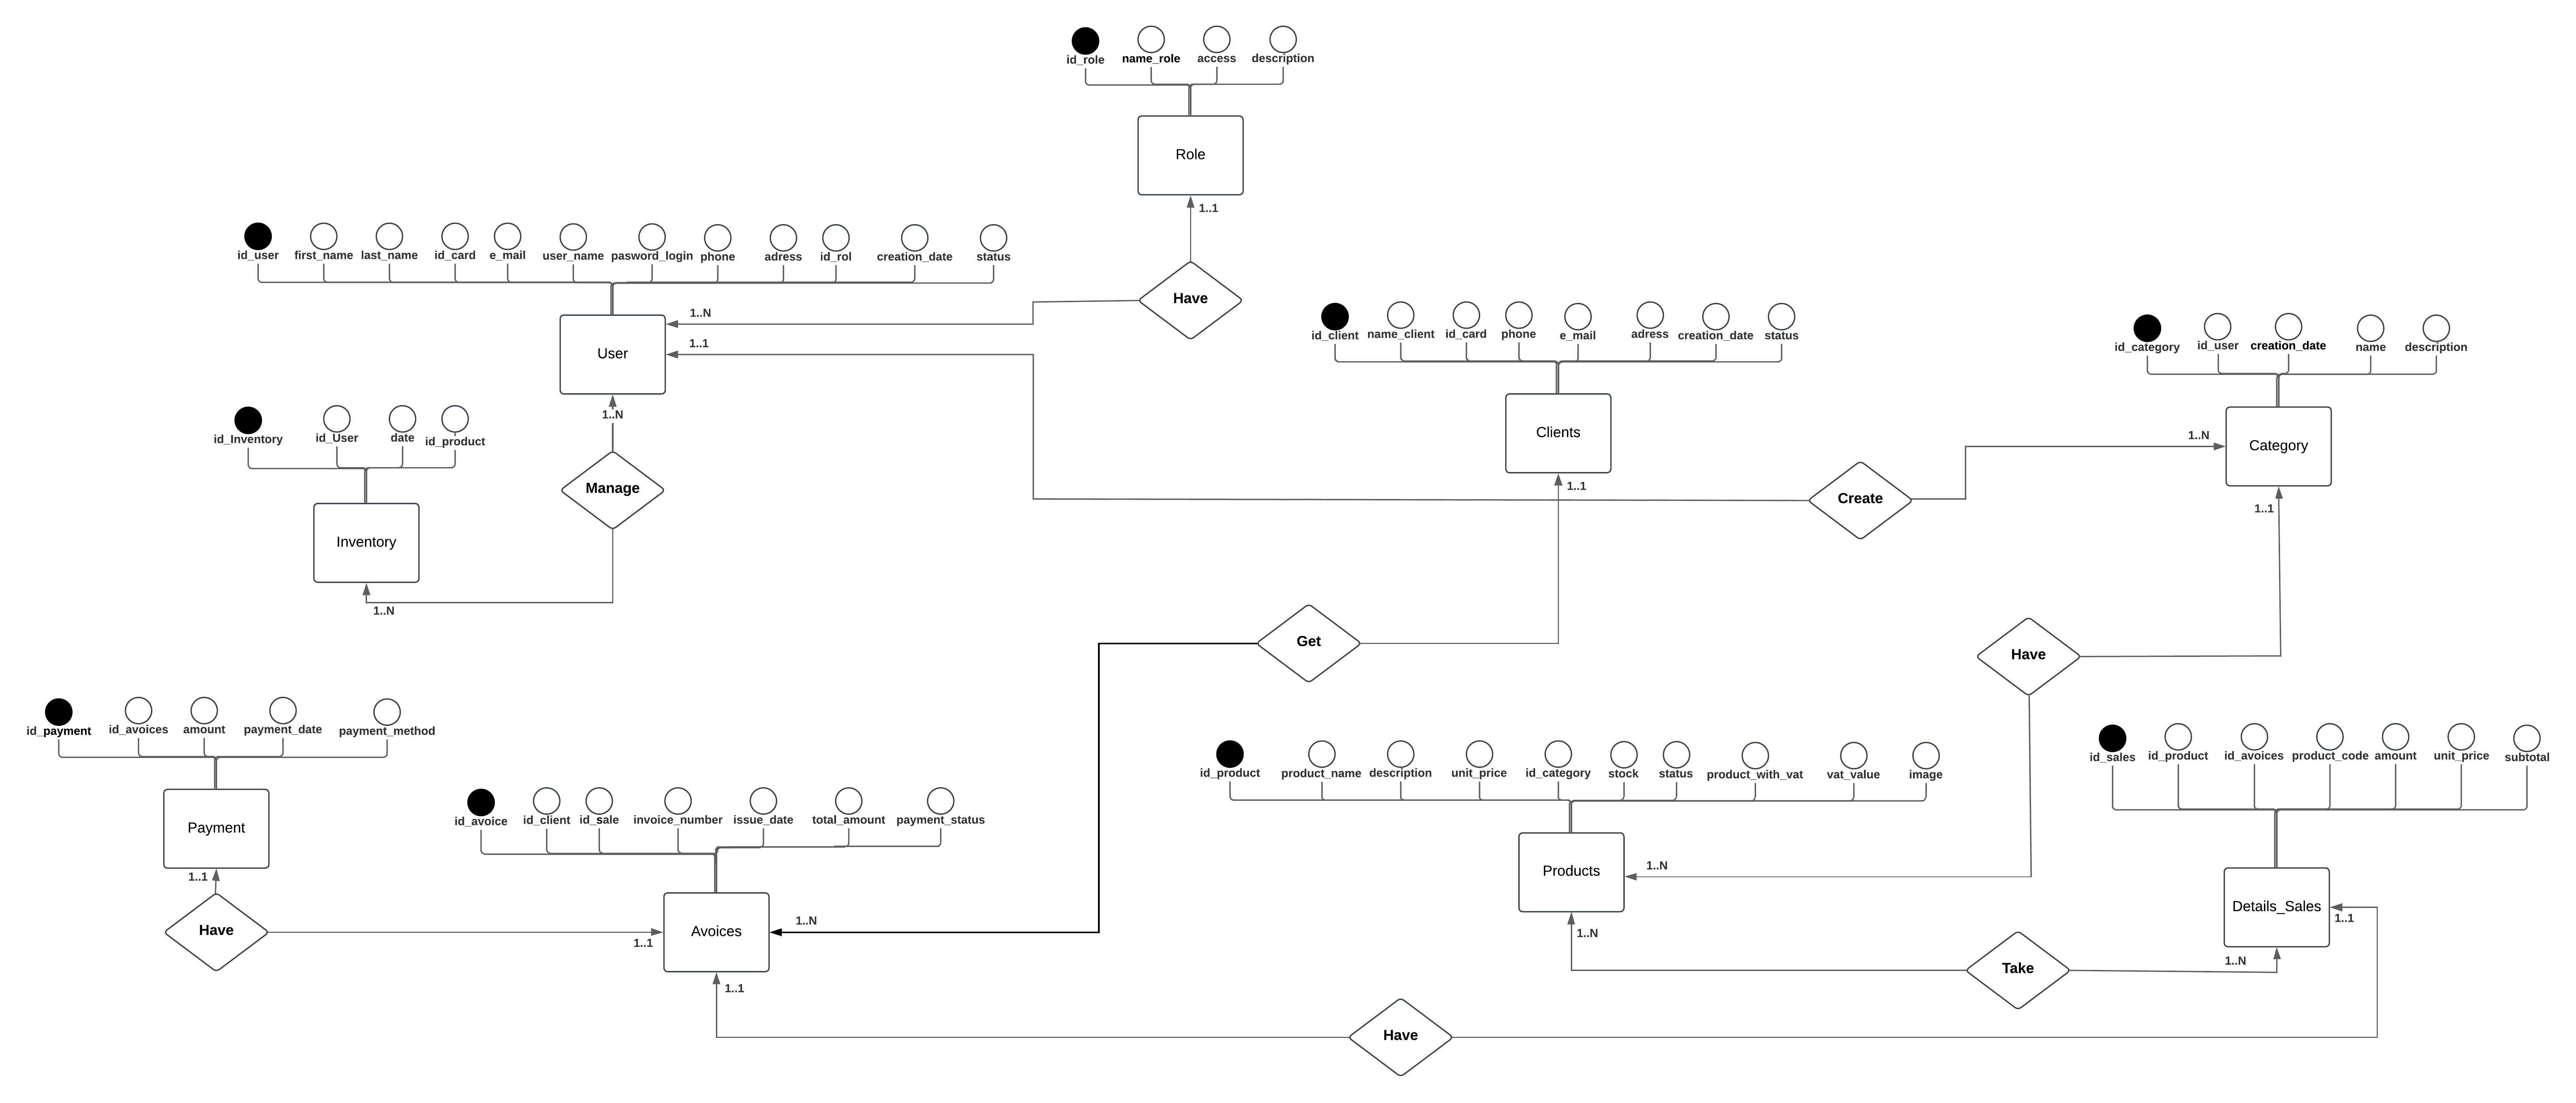 id_role name_role access description
Role
1..1
Have
id_user first_name last_name id_card e_mail user_name pasword_login phone adress id_rol creation_date status
1..N
User
1..1
1..N
id_client name_client id_card phone e_mail adress creation_date status
Clients
1..1
id_category id_user creation_date name description
Category
1..N
1..1
Create
id_Inventory id_User date id_product
Inventory
1..N
Manage
Get
Have
id_payment id_avoices amount payment_date payment_method
Payment
1..1
Have
1..1
id_avoice id_client id_sale invoice_number issue_date total_amount payment_status
Avoices
1..N
1..1
id_product product_name description unit_price id_category stock status product_with_vat vat_value image
Products
1..N
1..N
id_sales id_product id_avoices product_code amount unit_price subtotal
Details_Sales
1..1
1..N
Take
Have